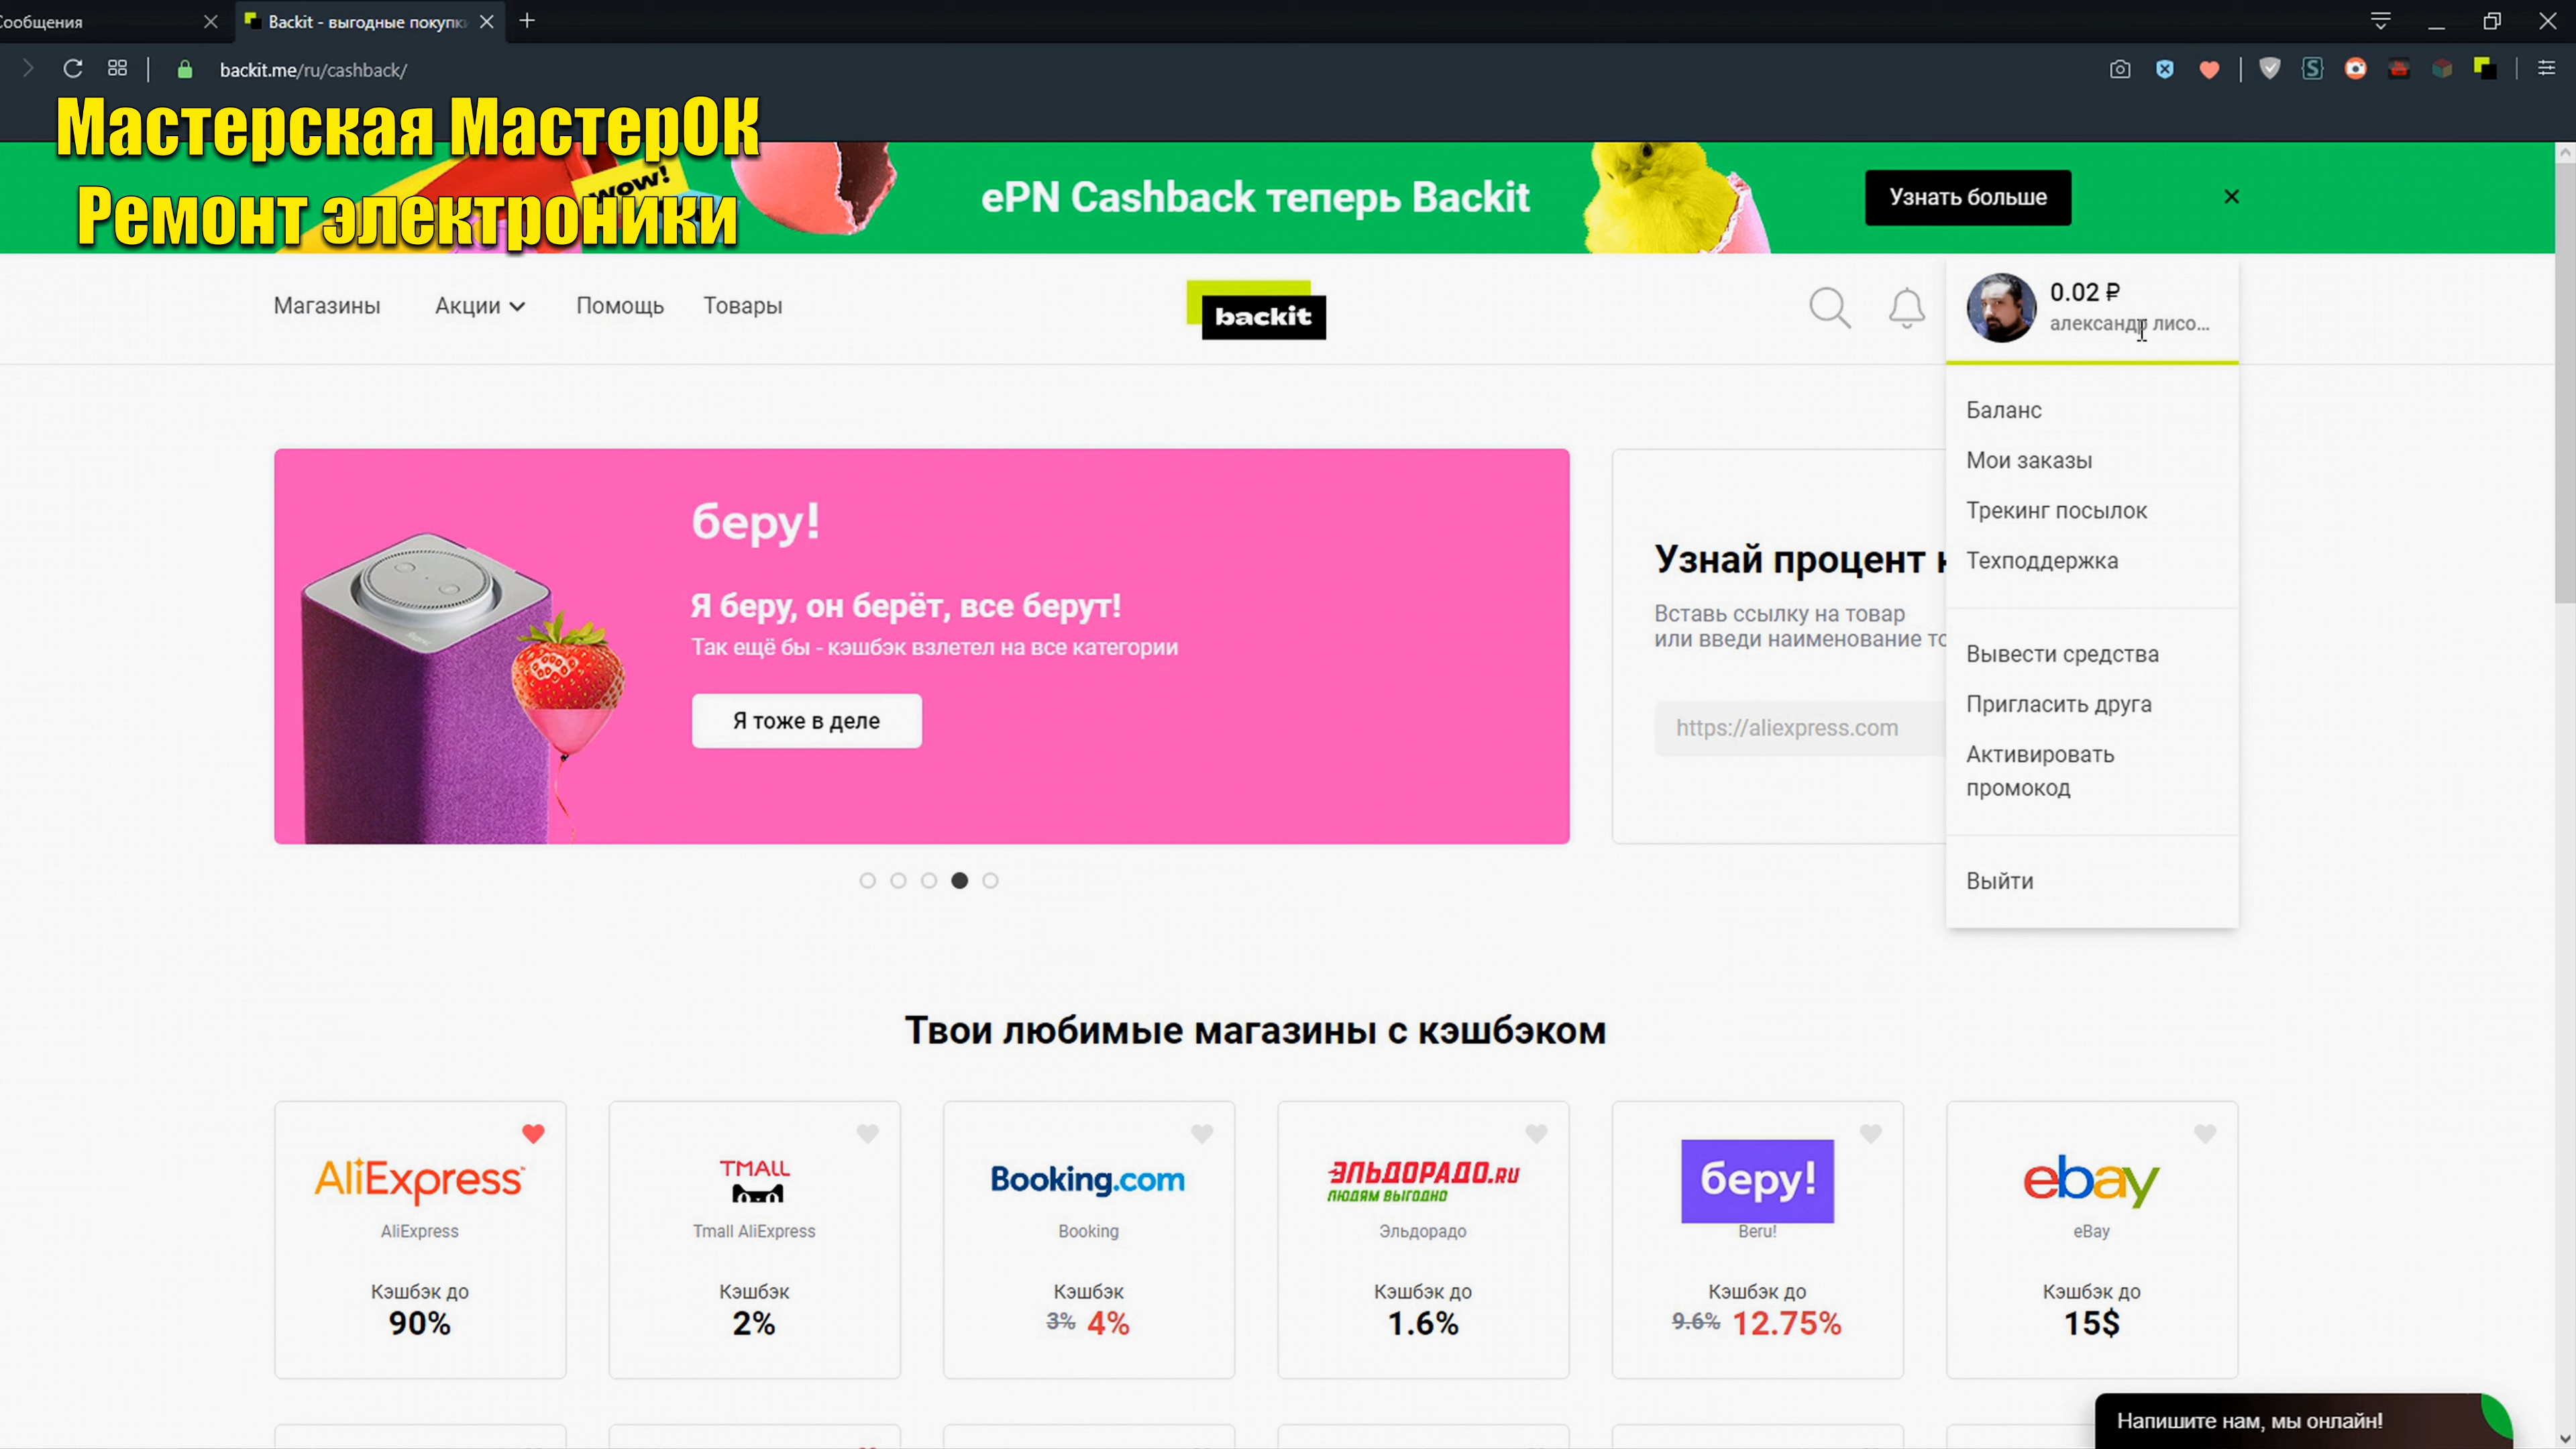 Сообщения
Backit - выгодные покупки
backit.me/ru/cashback/
Мастерская МастерОК
Ремонт электроники
wow!
ePN Cashback теперь Backit
Узнать больше
Магазины
Акции
Помощь
Товары
backit
0.02 ₽
александр лисо...
Баланс
Мои заказы
Трекинг посылок
Техподдержка
Вывести средства
Пригласить друга
Активировать
промокод
Выйти
беру!
Я беру, он берёт, все берут!
Так ещё бы - кэшбэк взлетел на все категории
Я тоже в деле
Узнай процент к
Вставь ссылку на товар
или введи наименование то
https://aliexpress.com
Твои любимые магазины с кэшбэком
AliExpress
AliExpress
Кэшбэк до
90%
TMALL
Tmall AliExpress
Кэшбэк
2%
Booking.com
Booking
Кэшбэк
3% 4%
ЭЛЬДОРАДО.RU
ЛЮДЯМ ВЫГОДНО
Эльдорадо
Кэшбэк до
1.6%
беру!
Beru!
Кэшбэк до
9.6% 12.75%
ebay
eBay
Кэшбэк до
15$
Напишите нам, мы онлайн!